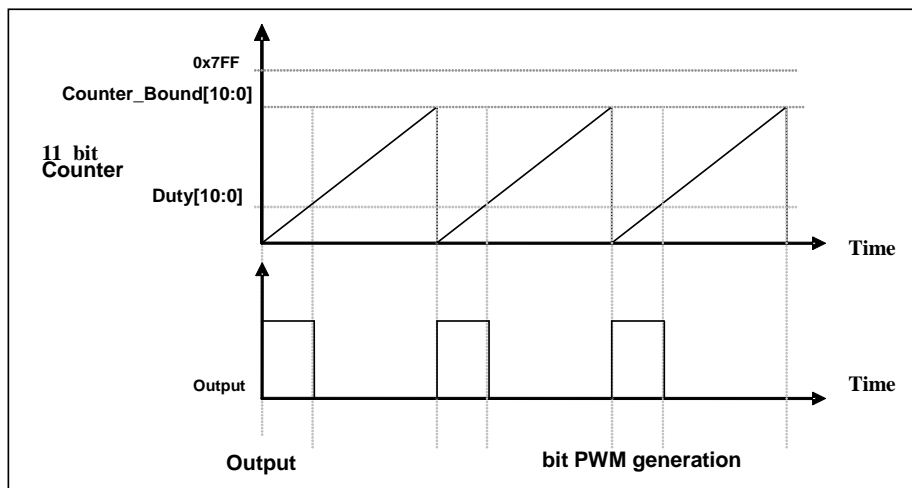 0x7FF
Counter_Bound[10:0]
11 bit
Counter
Duty[10:0]
Time
Output
Time
Output
bit PWM generation